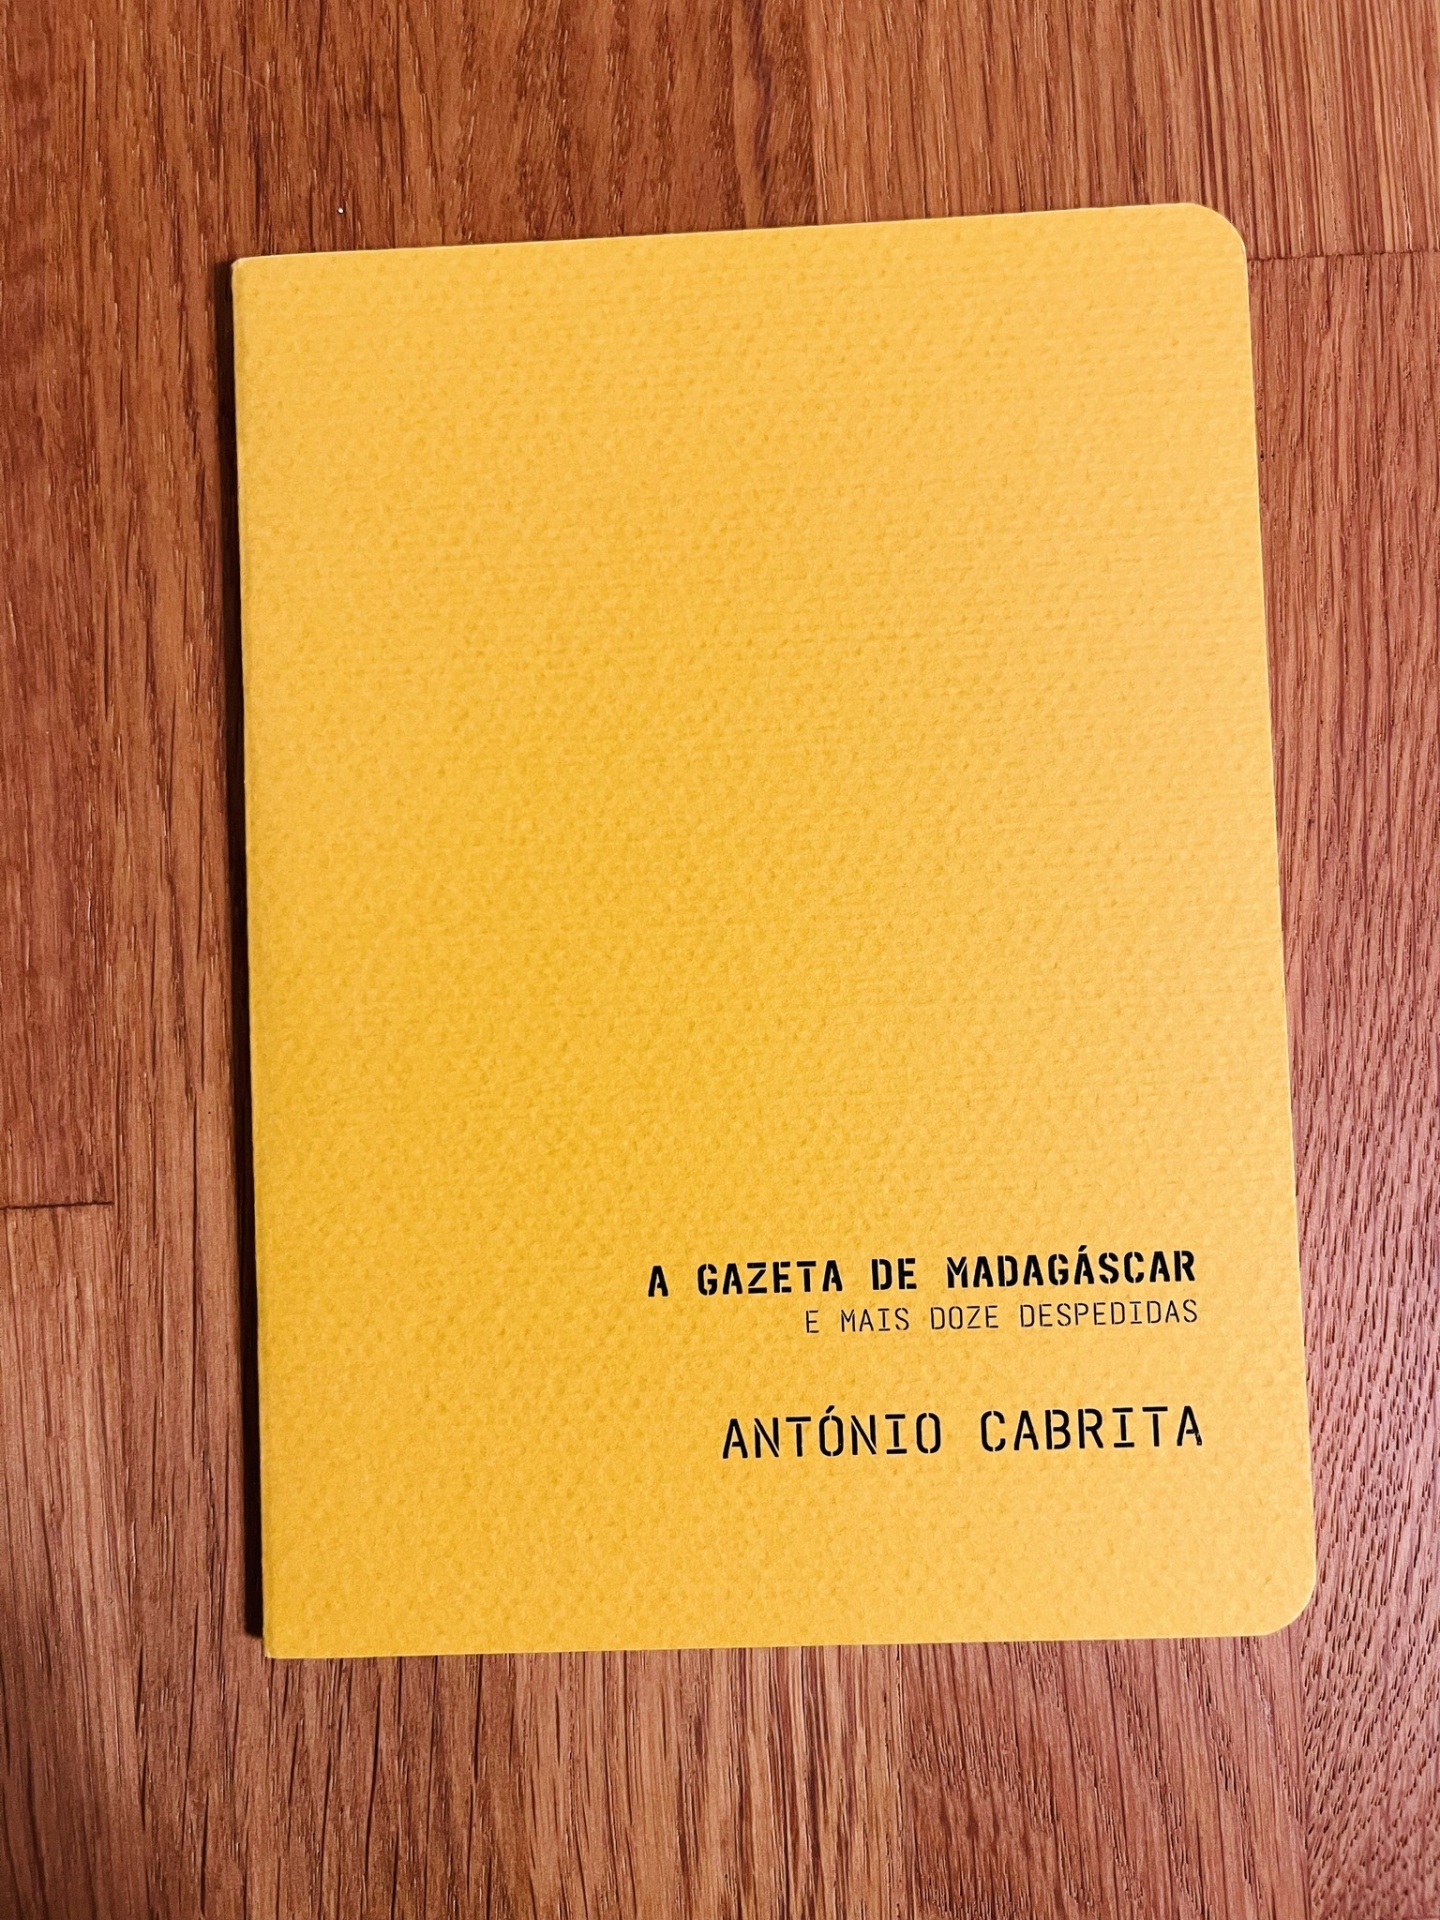 A GAZETA DE MADAGÁSCAR
E MAIS DOZE DESPEDIDAS
ANTÓNIO CABRITA